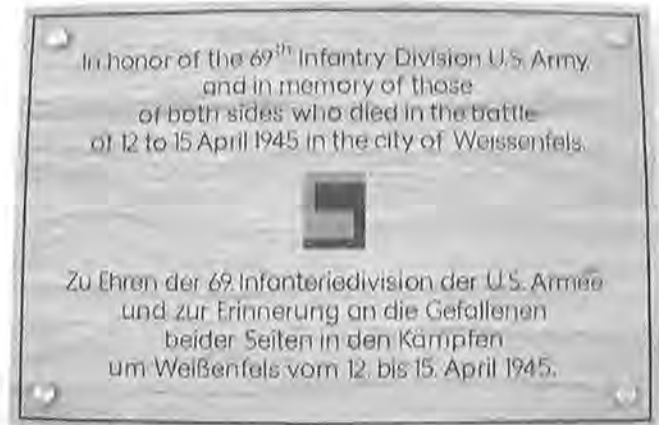 In honor of the 69th Infantry Division U.S. Army
and in memory of those
of both sides who died in the battle
of 12 to 15 April 1945 in the city of Weissenfels.
Zu Ehren der 69. Infanteriedivision der U.S. Armee
und zur Erinnerung an die Gefallenen
beider Seiten in den Kämpfen
um Weißenfels vom 12. bis 15. April 1945.